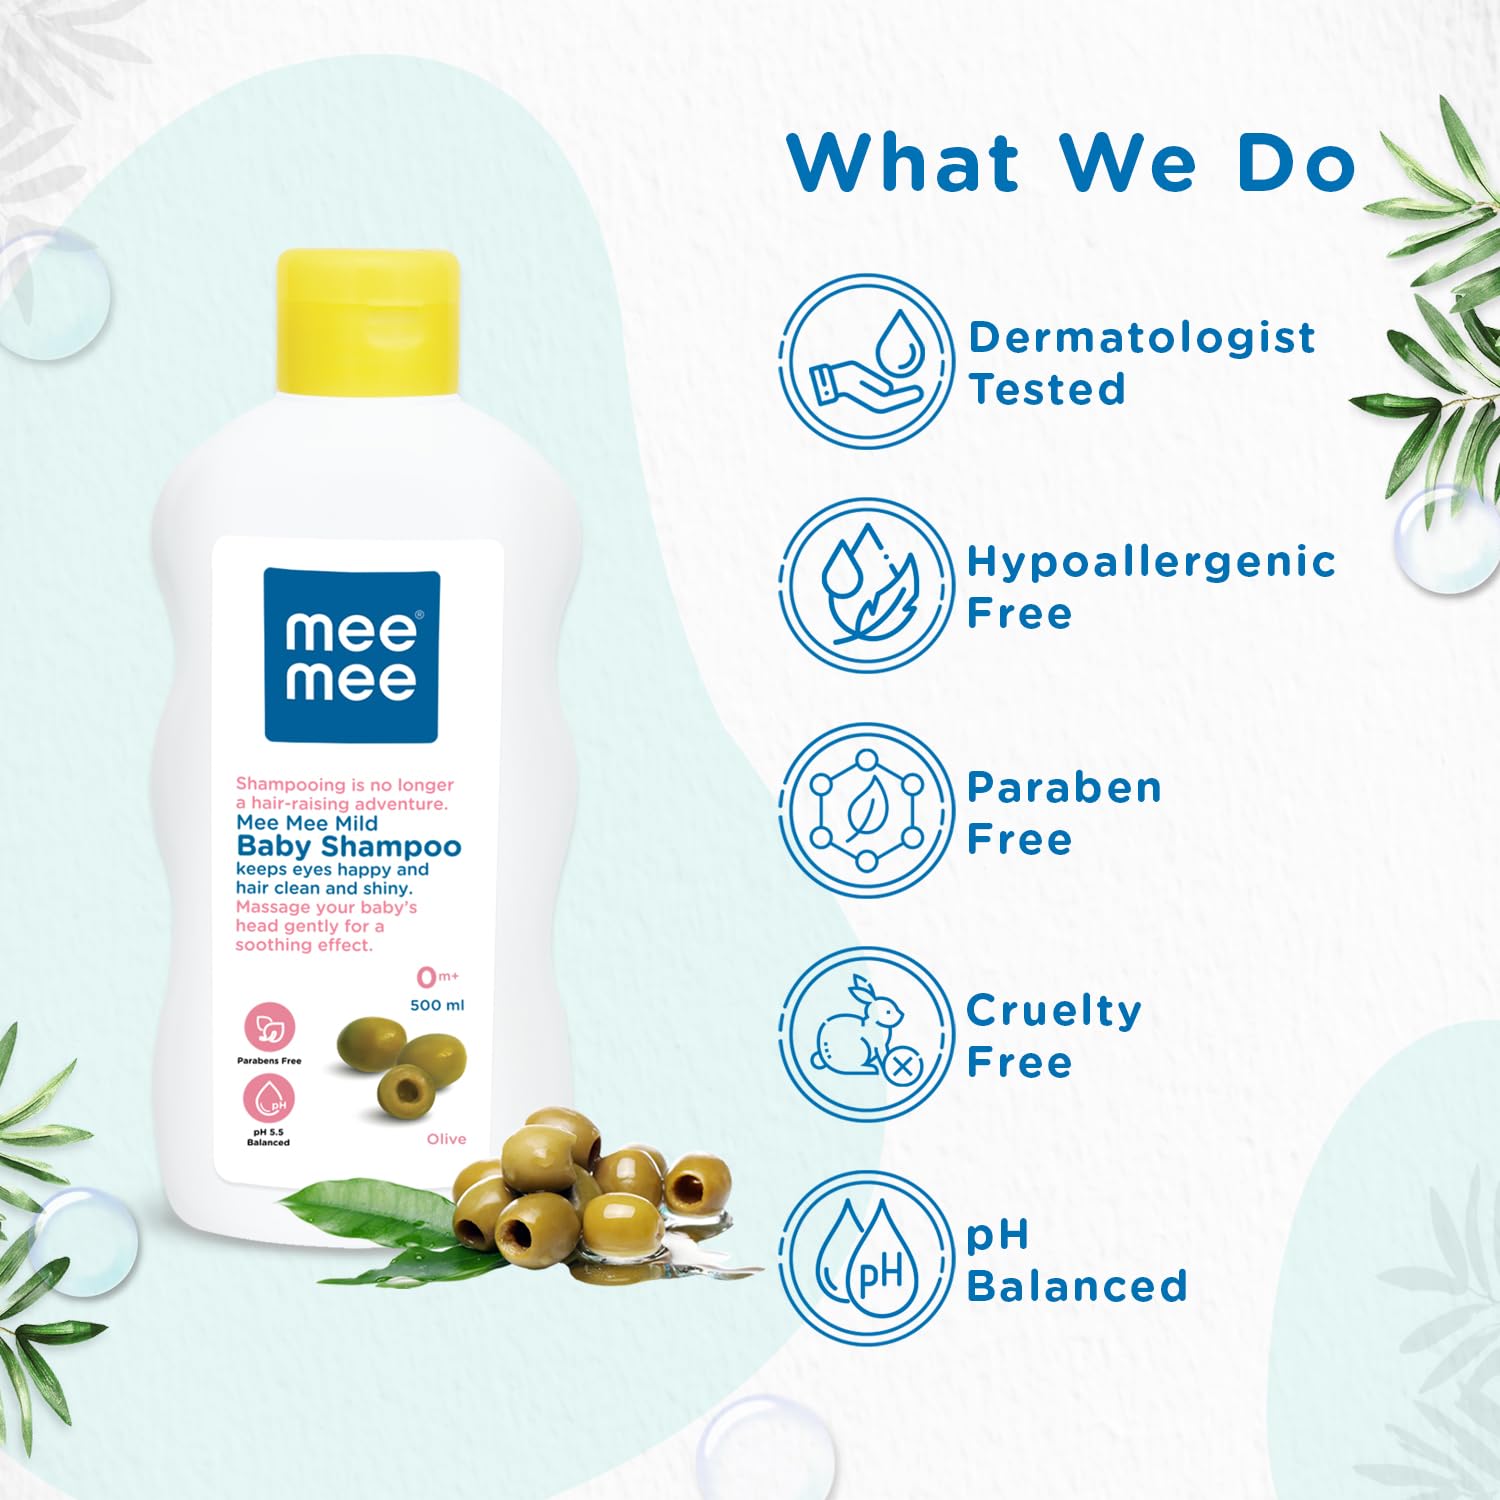 What We Do
mee®
mee
Shampooing is no longer
a hair-raising adventure.
Mee Mee Mild
Baby Shampoo
keeps eyes happy and
hair clean and shiny.
Massage your baby's
head gently for a
soothing effect.
0m+
500 ml
Parabens Free
pH
pH 5.5
Balanced
Olive
Dermatologist
Tested
Hypoallergenic
Free
Paraben
Free
Cruelty
Free
pH
pH
Balanced